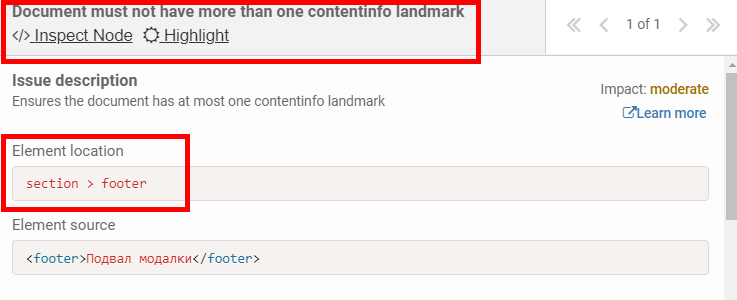 Document must not have more than one contentinfo landmark
</> Inspect Node Highlight
1 of 1
Issue description
Ensures the document has at most one contentinfo landmark
Impact: moderate
Learn more
Element location
section > footer
Element source
<footer>Подвал модалки</footer>